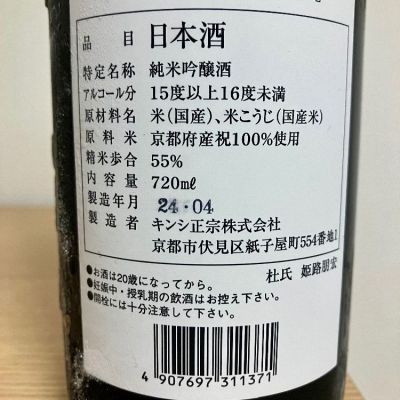 品目 日本酒
特定名称 純米吟醸酒
アルコール分 15度以上16度未満
原材料名 米(国産)、米こうじ(国産米)
原料米 京都府産祝100%使用
精米歩合 55%
内容量 720mℓ
製造年月 24.04
製造者 キンシ正宗株式会社
京都市伏見区紙子屋町554番地1
杜氏 姫路朋宏
●お酒は20歳になってから。
●妊娠中・授乳期の飲酒はお控え下さい。
●開栓には十分注意して下さい。
4 907697 311371